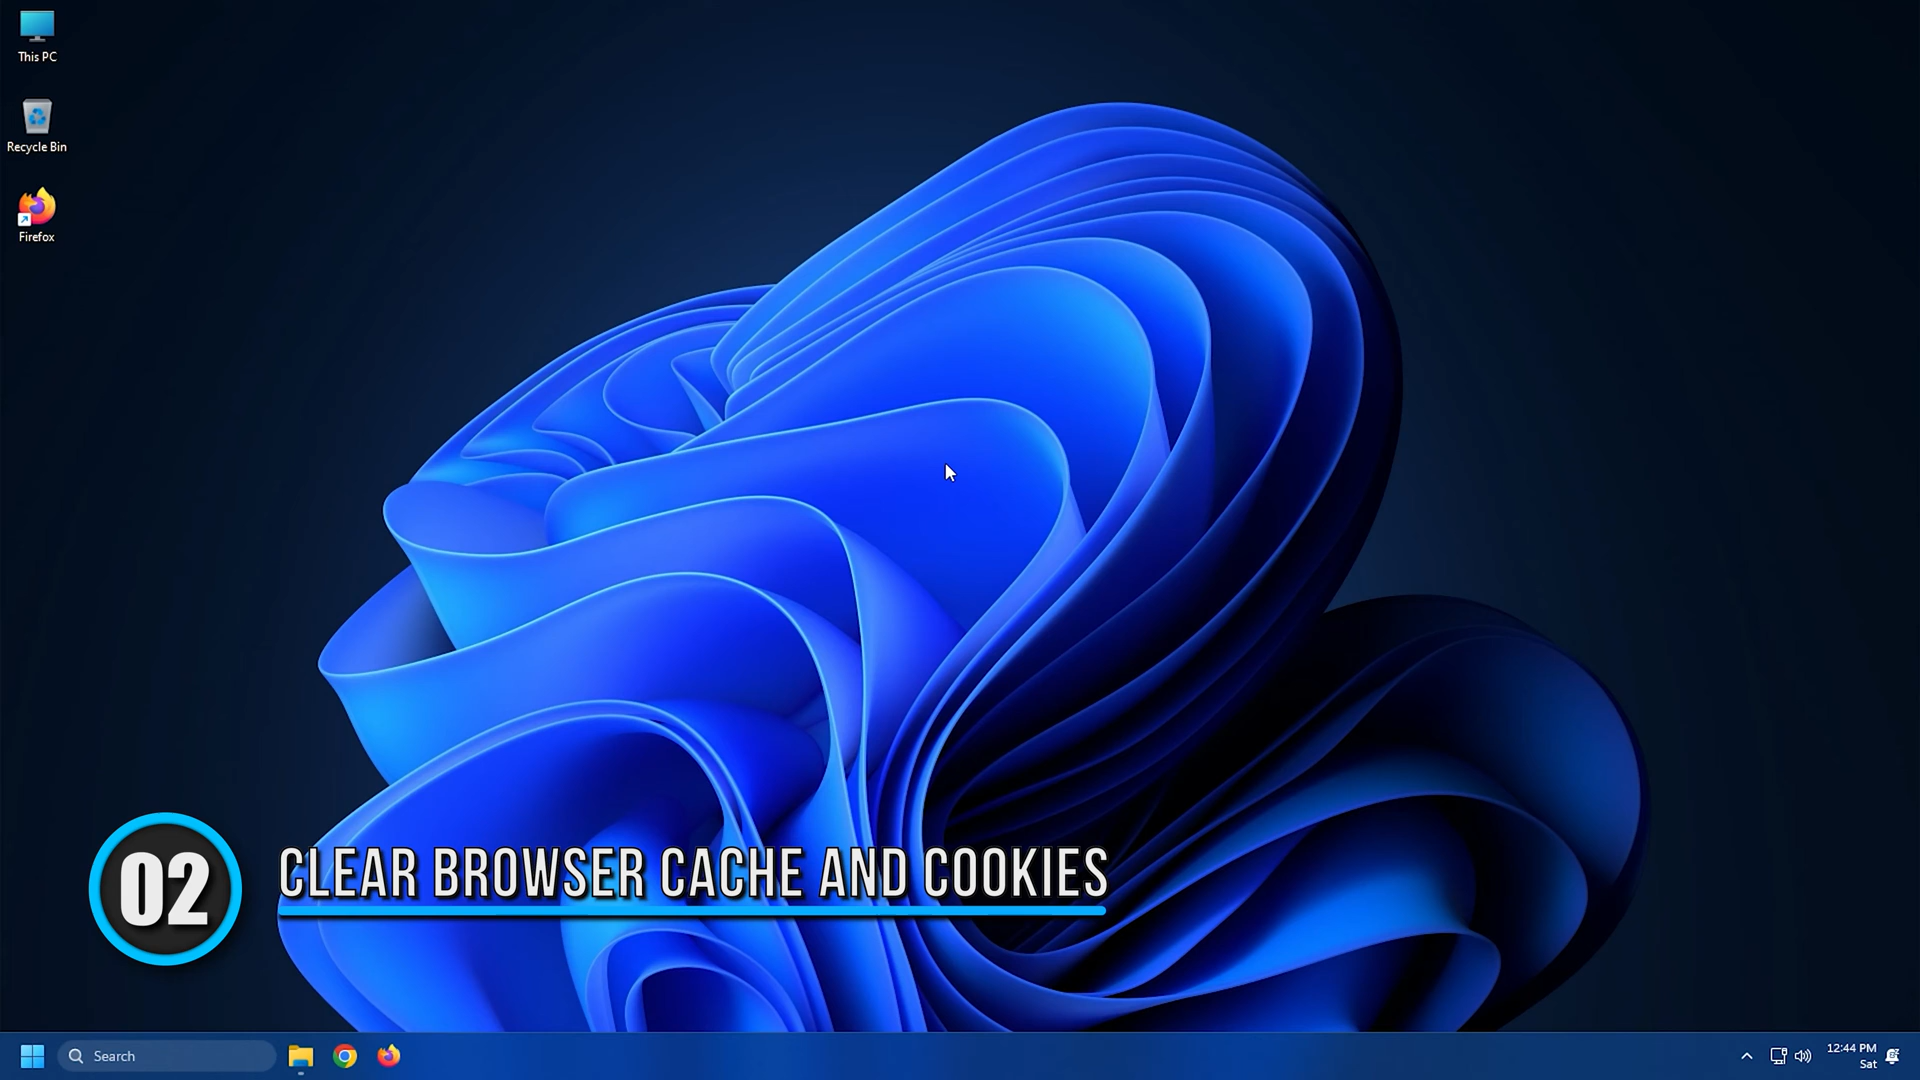 This PC
Recycle Bin
Firefox
02
CLEAR BROWSER CACHE AND COOKIES
Search
12:44 PM
Sat